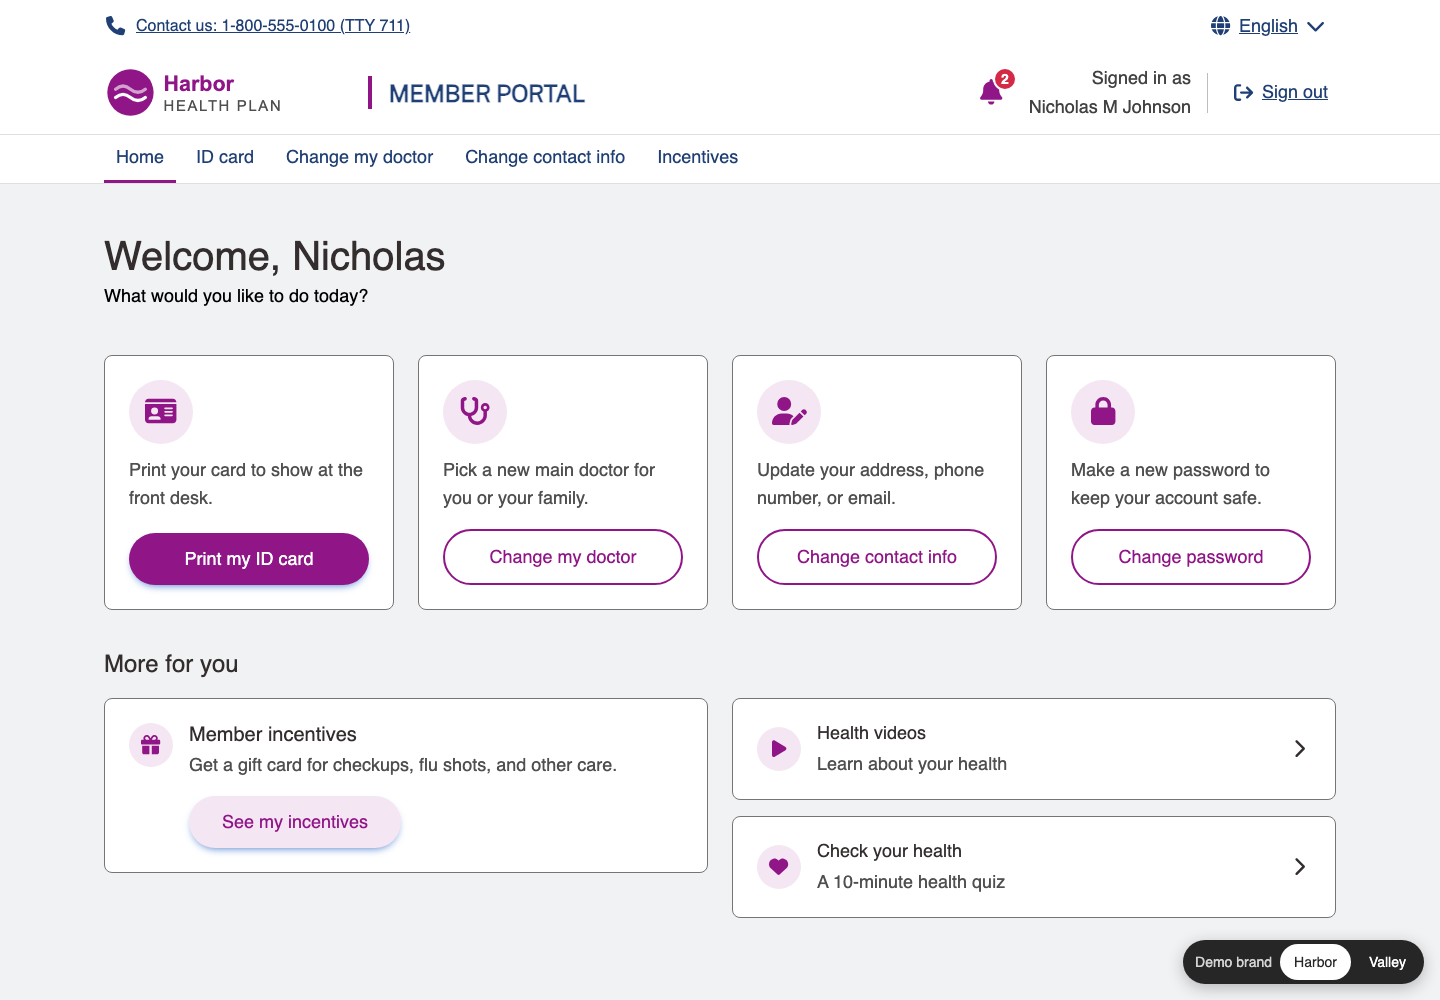 Contact us: 1-800-555-0100 (TTY 711)
English
Harbor
HEALTH PLAN
MEMBER PORTAL
2
Signed in as
Nicholas M Johnson
Sign out
Home
ID card
Change my doctor
Change contact info
Incentives
Welcome, Nicholas
What would you like to do today?
Print your card to show at the
front desk.
Print my ID card
Pick a new main doctor for
you or your family.
Change my doctor
Update your address, phone
number, or email.
Change contact info
Make a new password to
keep your account safe.
Change password
More for you
Member incentives
Get a gift card for checkups, flu shots, and other care.
See my incentives
Health videos
Learn about your health
Check your health
A 10-minute health quiz
Demo brand
Harbor
Valley